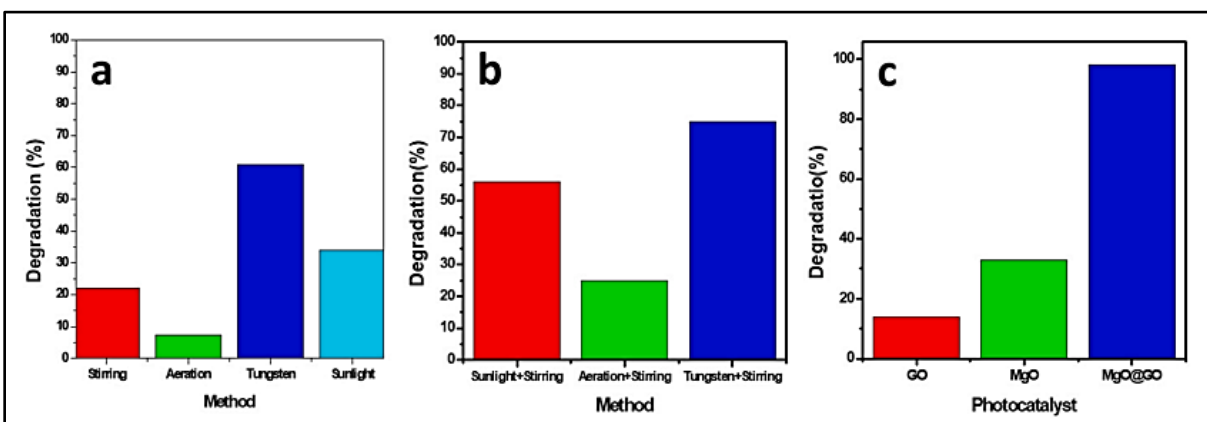 a
Degradation (%)
100
90
80
70
60
50
40
30
20
10
0
Stirring Aeration Tungsten Sunlight
Method
b
Degradation(%)
100
90
80
70
60
50
40
30
20
10
0
Sunlight+Stirring Aeration+Stirring Tungsten+Stirring
Method
c
Degradatio(%)
100
80
60
40
20
0
GO MgO MgO@GO
Photocatalyst